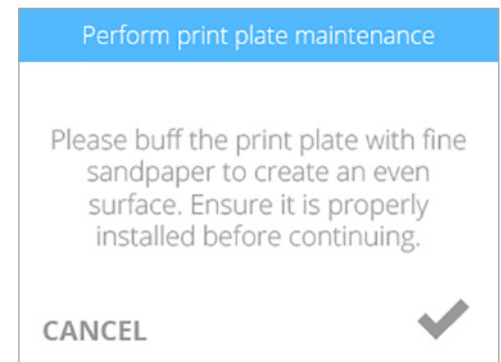 Perform print plate maintenance
Please buff the print plate with fine
sandpaper to create an even
surface. Ensure it is properly
installed before continuing.
CANCEL